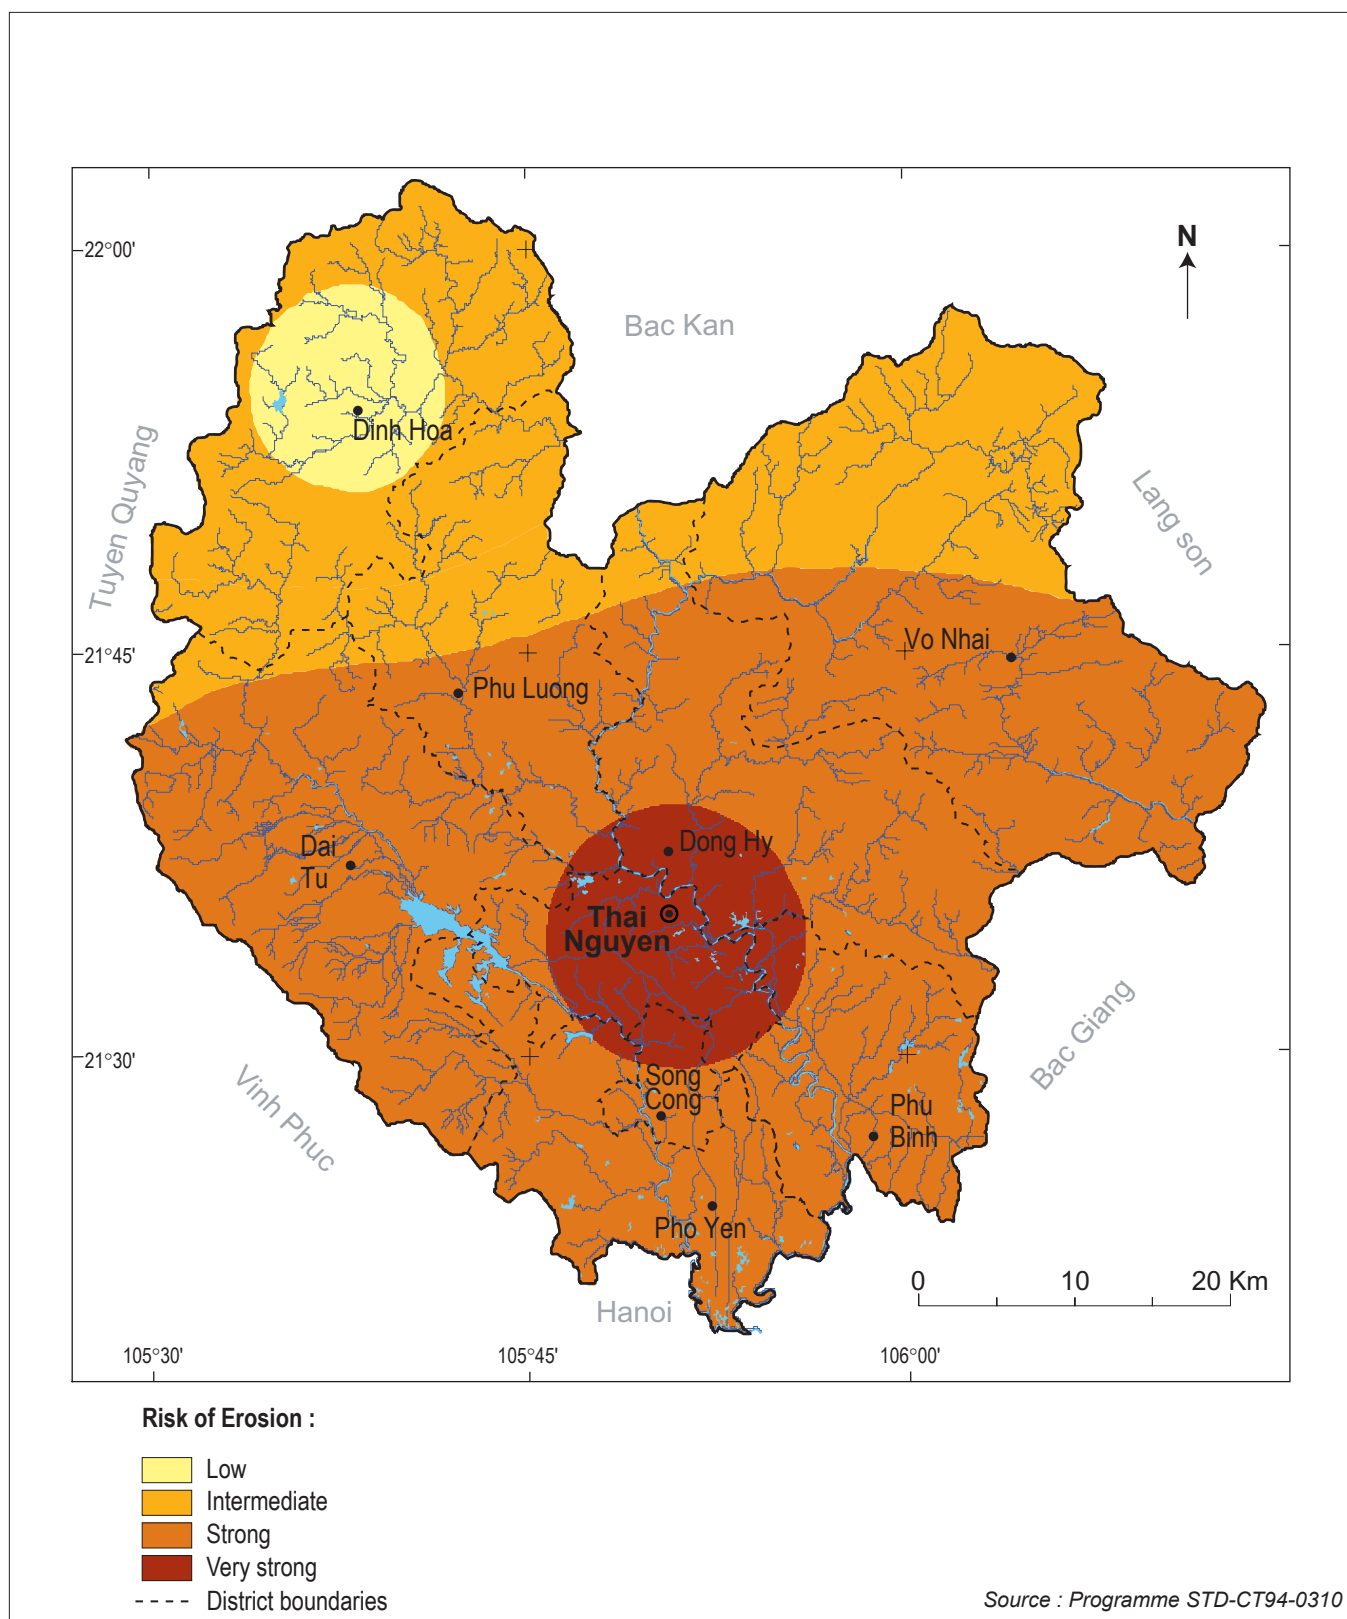 22°00'
N
Bac Kan
Dinh Hoa
Tuyen Quyang
Lang son
21°45'
Vo Nhai
Phu Luong
Dong Hy
Dai
Tu
Thai
Nguyen
21°30'
Vinh Phuc
Bac Giang
Song
Cong
Phu
Binh
Pho Yen
0 10 20 Km
Hanoi
105°30' 105°45' 106°00'
Risk of Erosion :
Low
Intermediate
Strong
Very strong
District boundaries
Source : Programme STD-CT94-0310